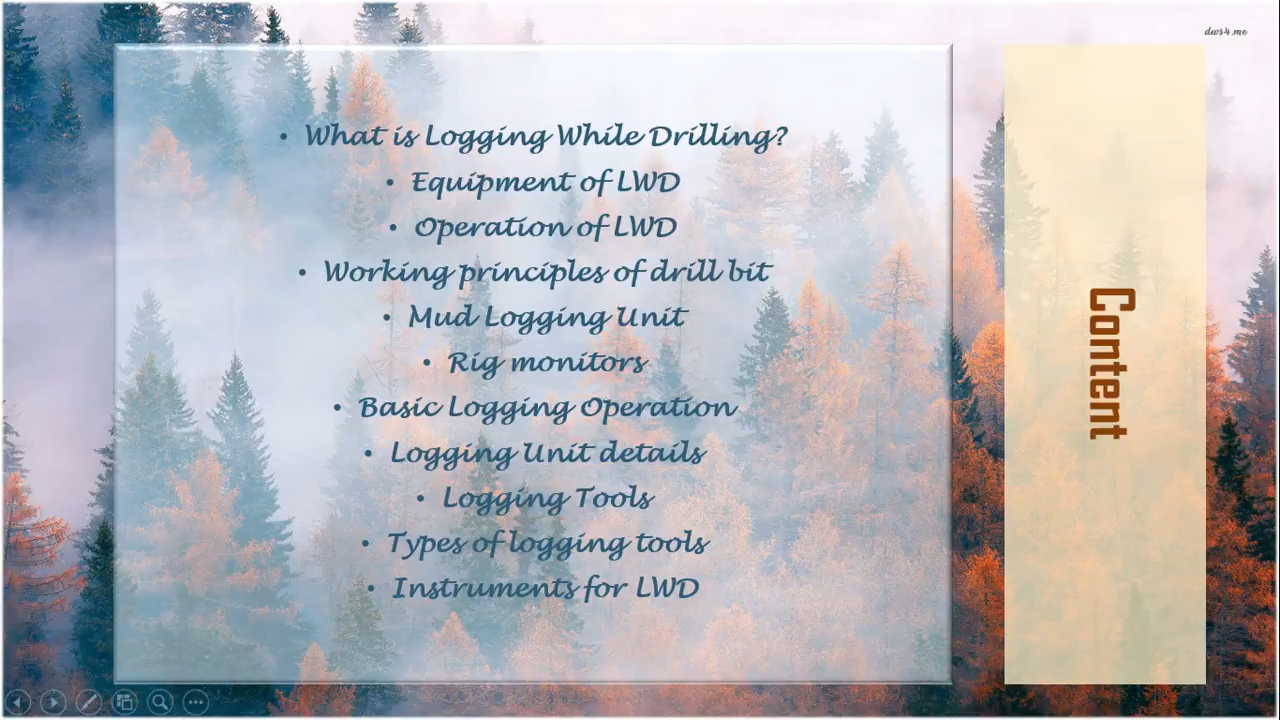 dws4.me
• What is Logging While Drilling?
• Equipment of LWD
• Operation of LWD
• Working principles of drill bit
• Mud Logging Unit
• Rig monitors
• Basic Logging Operation
• Logging Unit details
• Logging Tools
• Types of logging tools
• Instruments for LWD
Content